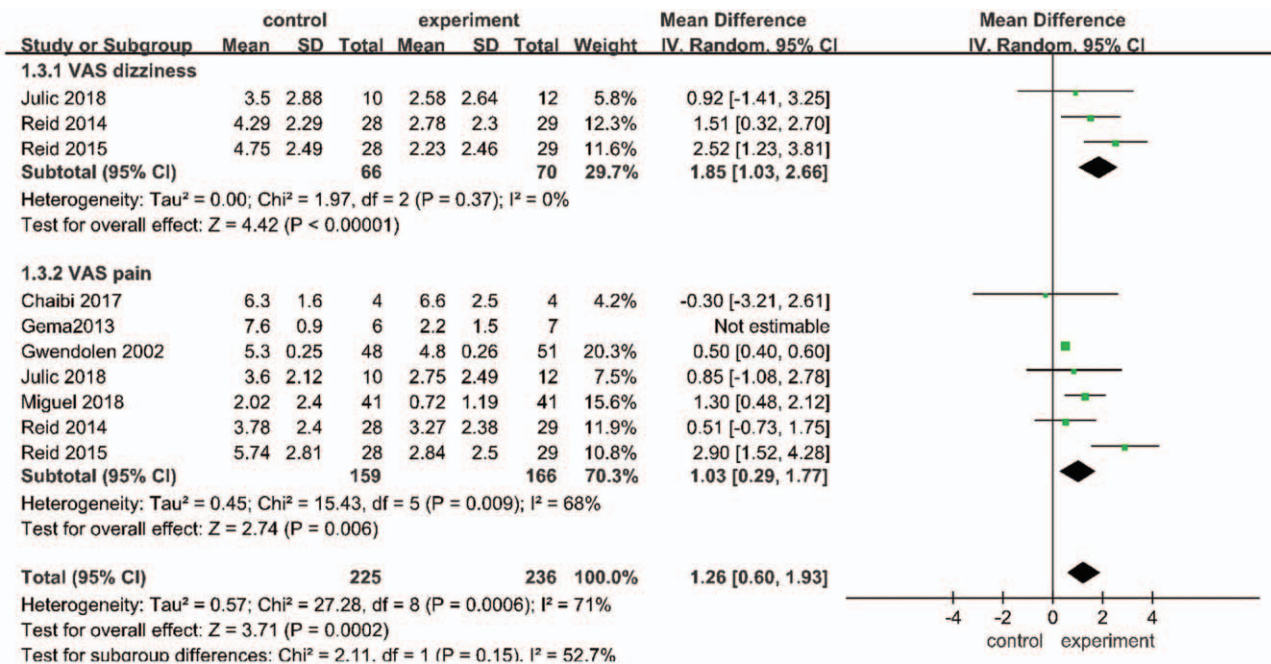 control experiment Mean Difference Mean Difference
Study or Subgroup Mean SD Total Mean SD Total Weight IV. Random. 95% CI IV. Random. 95% CI
1.3.1 VAS dizziness
Julic 2018 3.5 2.88 10 2.58 2.64 12 5.8% 0.92 [-1.41, 3.25]
Reid 2014 4.29 2.29 28 2.78 2.3 29 12.3% 1.51 [0.32, 2.70]
Reid 2015 4.75 2.49 28 2.23 2.46 29 11.6% 2.52 [1.23, 3.81]
Subtotal (95% CI) 66 70 29.7% 1.85 [1.03, 2.66]
Heterogeneity: Tau² = 0.00; Chi² = 1.97, df = 2 (P = 0.37); I² = 0%
Test for overall effect: Z = 4.42 (P < 0.00001)
1.3.2 VAS pain
Chaibi 2017 6.3 1.6 4 6.6 2.5 4 4.2% -0.30 [-3.21, 2.61]
Gema2013 7.6 0.9 6 2.2 1.5 7 Not estimable
Gwendolen 2002 5.3 0.25 48 4.8 0.26 51 20.3% 0.50 [0.40, 0.60]
Julic 2018 3.6 2.12 10 2.75 2.49 12 7.5% 0.85 [-1.08, 2.78]
Miguel 2018 2.02 2.4 41 0.72 1.19 41 15.6% 1.30 [0.48, 2.12]
Reid 2014 3.78 2.4 28 3.27 2.38 29 11.9% 0.51 [-0.73, 1.75]
Reid 2015 5.74 2.81 28 2.84 2.5 29 10.8% 2.90 [1.52, 4.28]
Subtotal (95% CI) 159 166 70.3% 1.03 [0.29, 1.77]
Heterogeneity: Tau² = 0.45; Chi² = 15.43, df = 5 (P = 0.009); I² = 68%
Test for overall effect: Z = 2.74 (P = 0.006)
Total (95% CI) 225 236 100.0% 1.26 [0.60, 1.93]
Heterogeneity: Tau² = 0.57; Chi² = 27.28, df = 8 (P = 0.0006); I² = 71%
Test for overall effect: Z = 3.71 (P = 0.0002)
Test for subgroup differences: Chi² = 2.11. df = 1 (P = 0.15). I² = 52.7%
-4 -2 0 2 4
control experiment